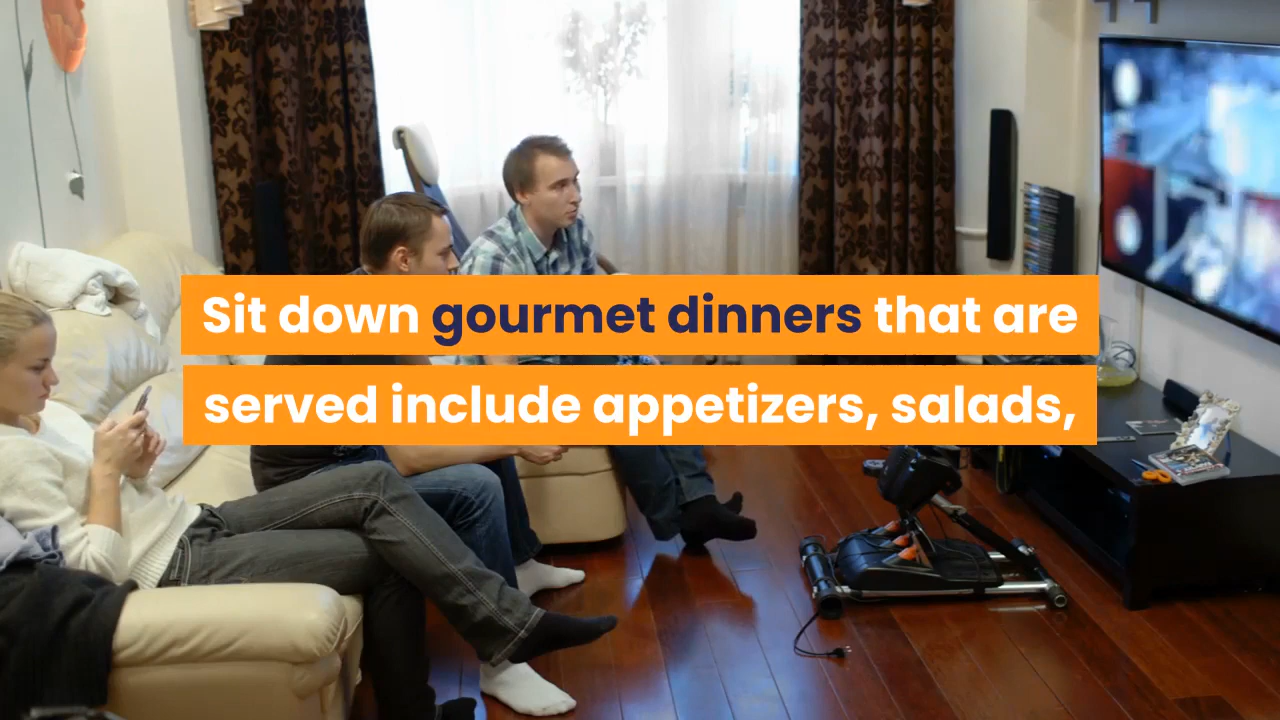 Sit down gourmet dinners that are
served include appetizers, salads,